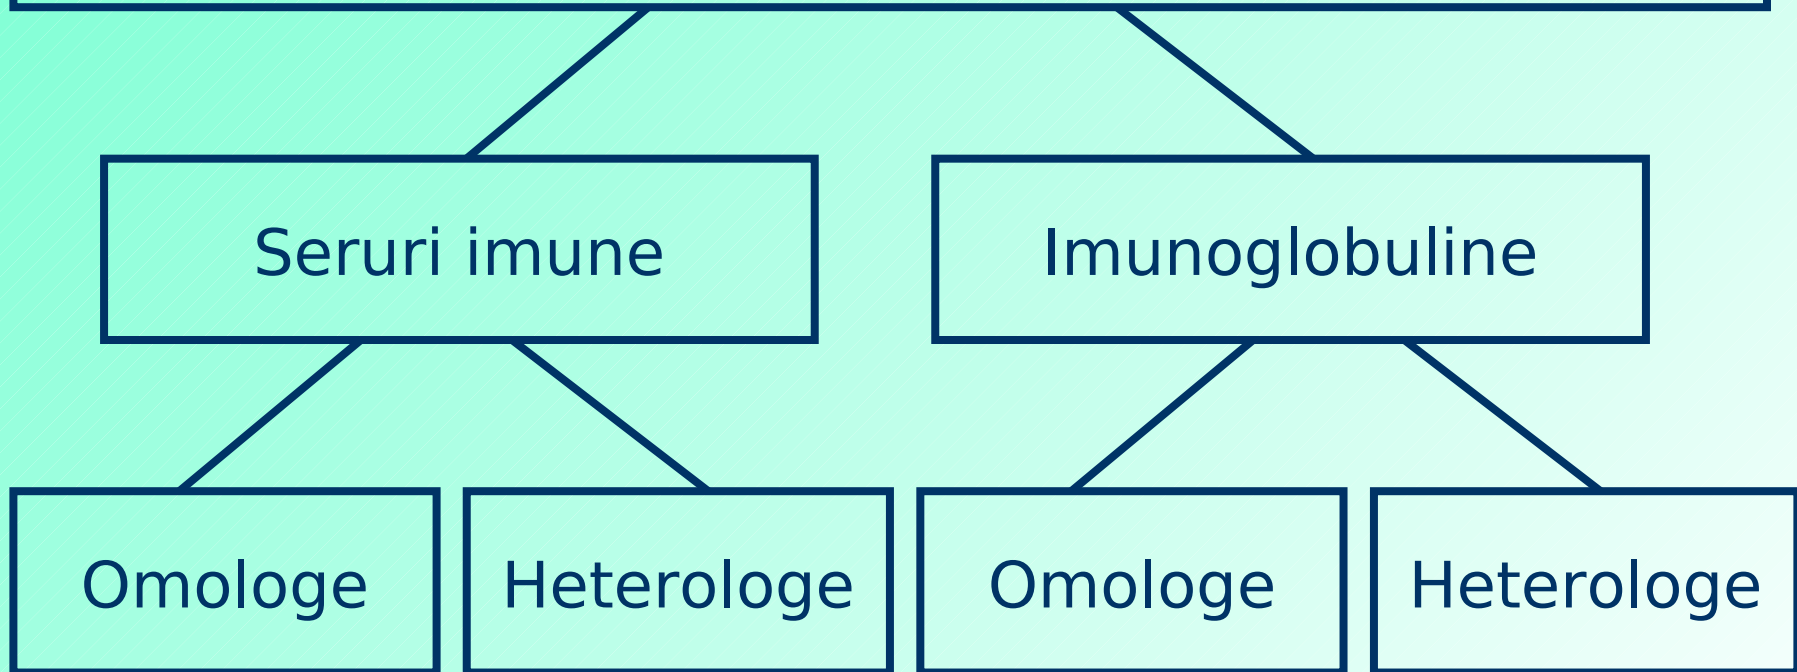 Seruri imune
Imunoglobuline
Omologe
Heterologe
Omologe
Heterologe